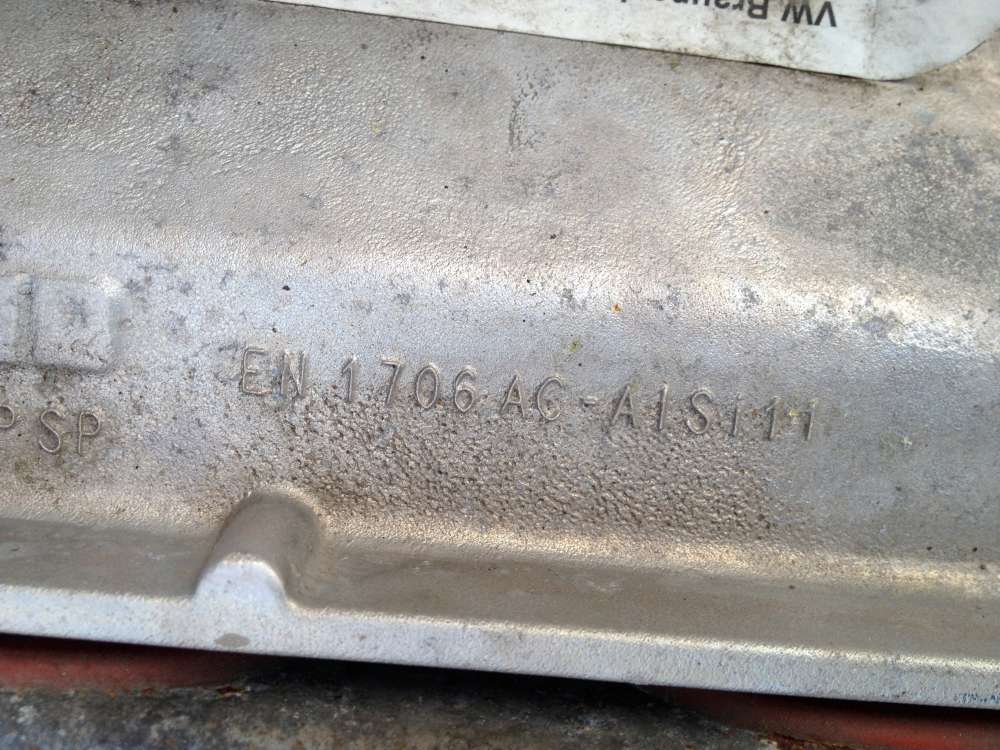 VW
EN 1706 AC-AlSi11
P SP